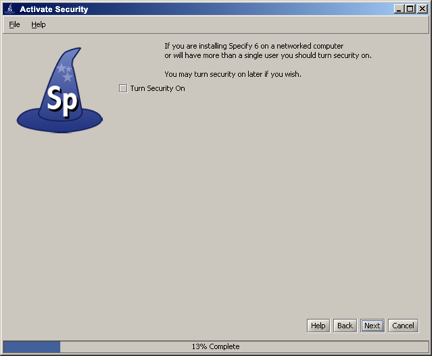 Activate Security
File Help
If you are installing Specify 6 on a networked computer
or will have more than a single user you should turn security on.
You may turn security on later if you wish.
Sp
Turn Security On
Help Back Next Cancel
13% Complete